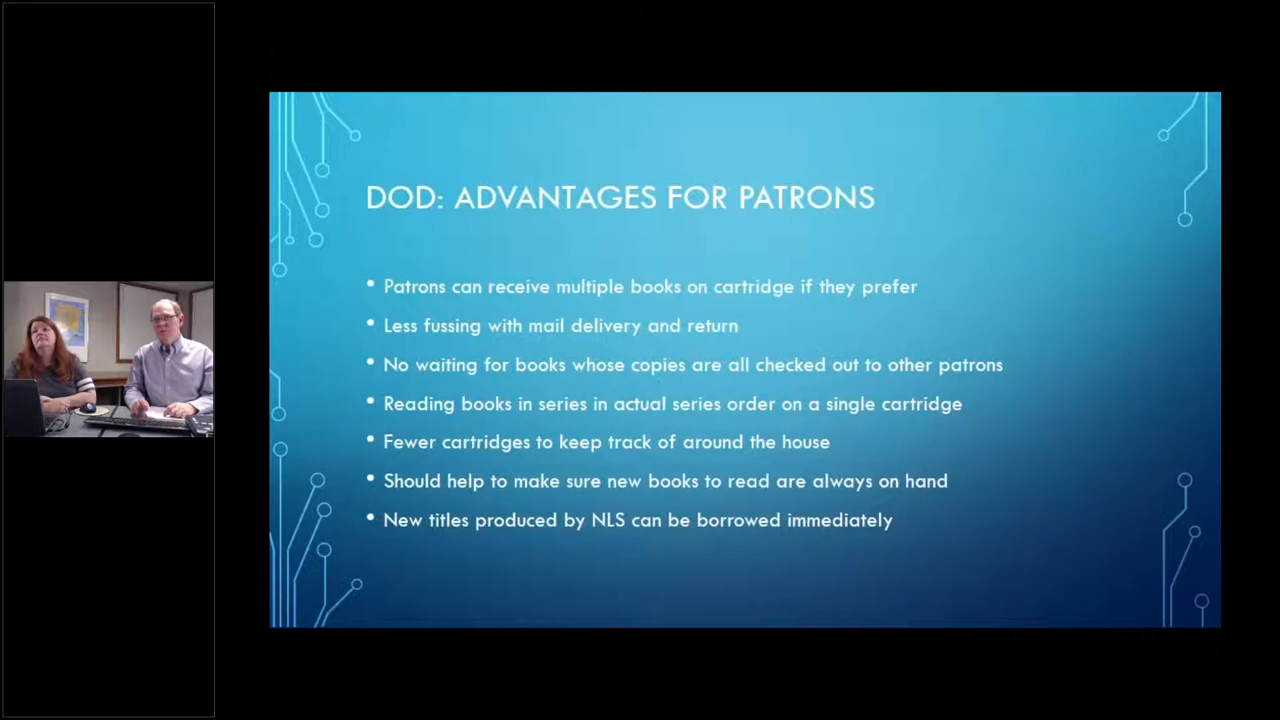 DOD: ADVANTAGES FOR PATRONS
• Patrons can receive multiple books on cartridge if they prefer
• Less fussing with mail delivery and return
• No waiting for books whose copies are all checked out to other patrons
• Reading books in series in actual series order on a single cartridge
• Fewer cartridges to keep track of around the house
• Should help to make sure new books to read are always on hand
• New titles produced by NLS can be borrowed immediately